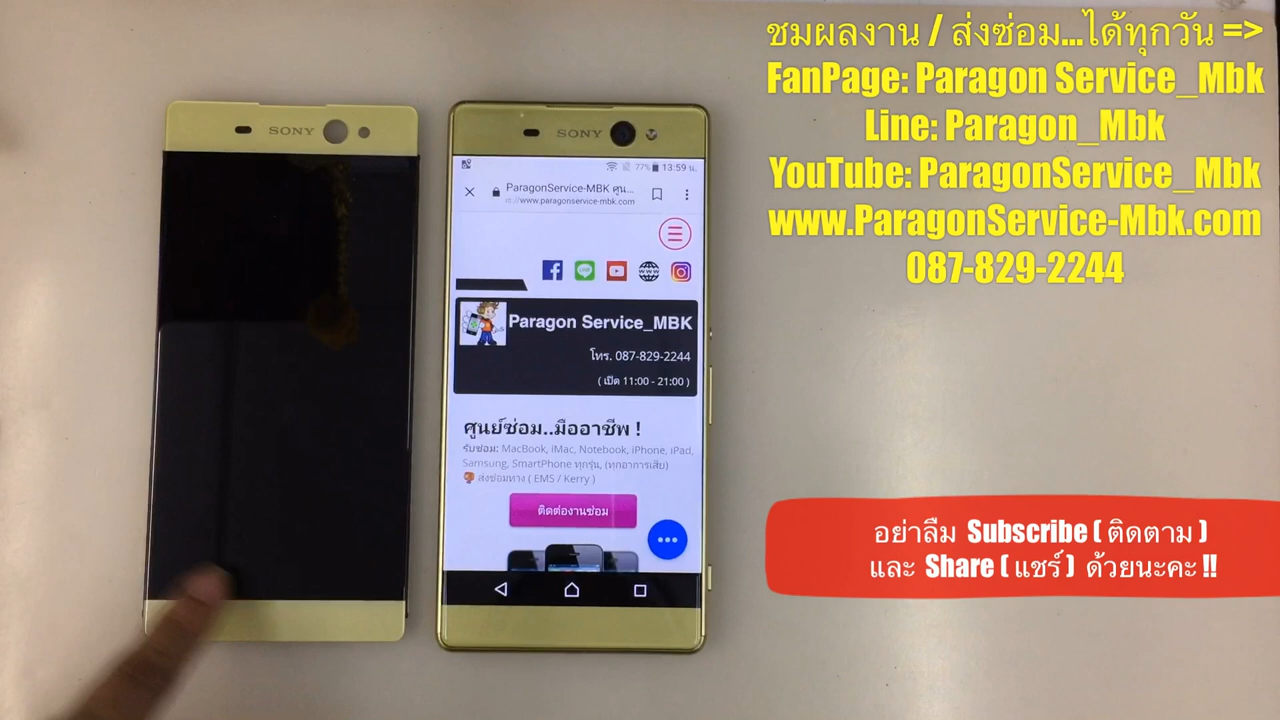 ชมผลงาน / ส่งซ่อม...ได้ทุกวัน =>
FanPage: Paragon Service_Mbk
Line: Paragon_Mbk
YouTube: ParagonService_Mbk
www.ParagonService-Mbk.com
087-829-2244
SONY
SONY
77% 13:59 น.
ParagonService-MBK ศูน...
www.paragonservice-mbk.com
Paragon Service_MBK
โทร. 087-829-2244
( เปิด 11:00 - 21:00 )
ศูนย์ซ่อม..มืออาชีพ !
รับซ่อม: MacBook, iMac, Notebook, iPhone, iPad,
Samsung, SmartPhone ทุกรุ่น, (ทุกอาการเสีย)
ส่งซ่อมทาง ( EMS / Kerry )
ติดต่องานซ่อม
อย่าลืม Subscribe ( ติดตาม )
และ Share ( แชร์ ) ด้วยนะคะ !!